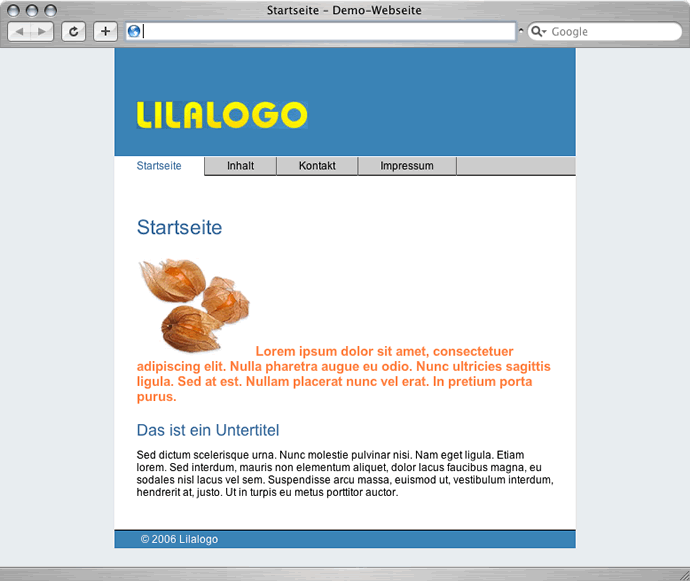 Startseite – Demo-Webseite
Google
LILALOGO
Startseite Inhalt Kontakt Impressum
Startseite
Lorem ipsum dolor sit amet, consectetuer
adipiscing elit. Nulla pharetra augue eu odio. Nunc ultricies sagittis
ligula. Sed at est. Nullam placerat nunc vel erat. In pretium porta
purus.
Das ist ein Untertitel
Sed dictum scelerisque urna. Nunc molestie pulvinar nisi. Nam eget ligula. Etiam
lorem. Sed interdum, mauris non elementum aliquet, dolor lacus faucibus magna, eu
sodales nisl lacus vel sem. Suspendisse arcu massa, euismod ut, vestibulum interdum,
hendrerit at, justo. Ut in turpis eu metus porttitor auctor.
© 2006 Lilalogo